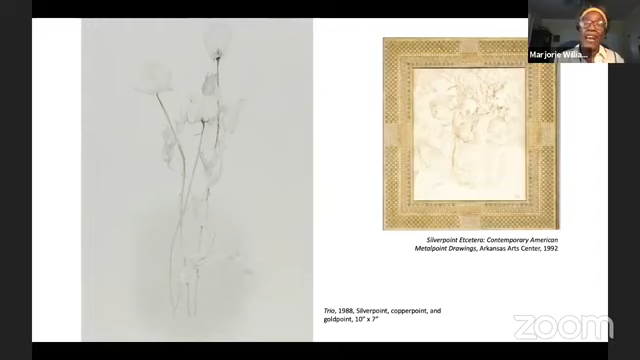 Marjorie Willia...
Silverpoint Etcetera: Contemporary American
Metalpoint Drawings, Arkansas Arts Center, 1992
Trio, 1988, Silverpoint, copperpoint, and
goldpoint, 10" x 7"
zoom